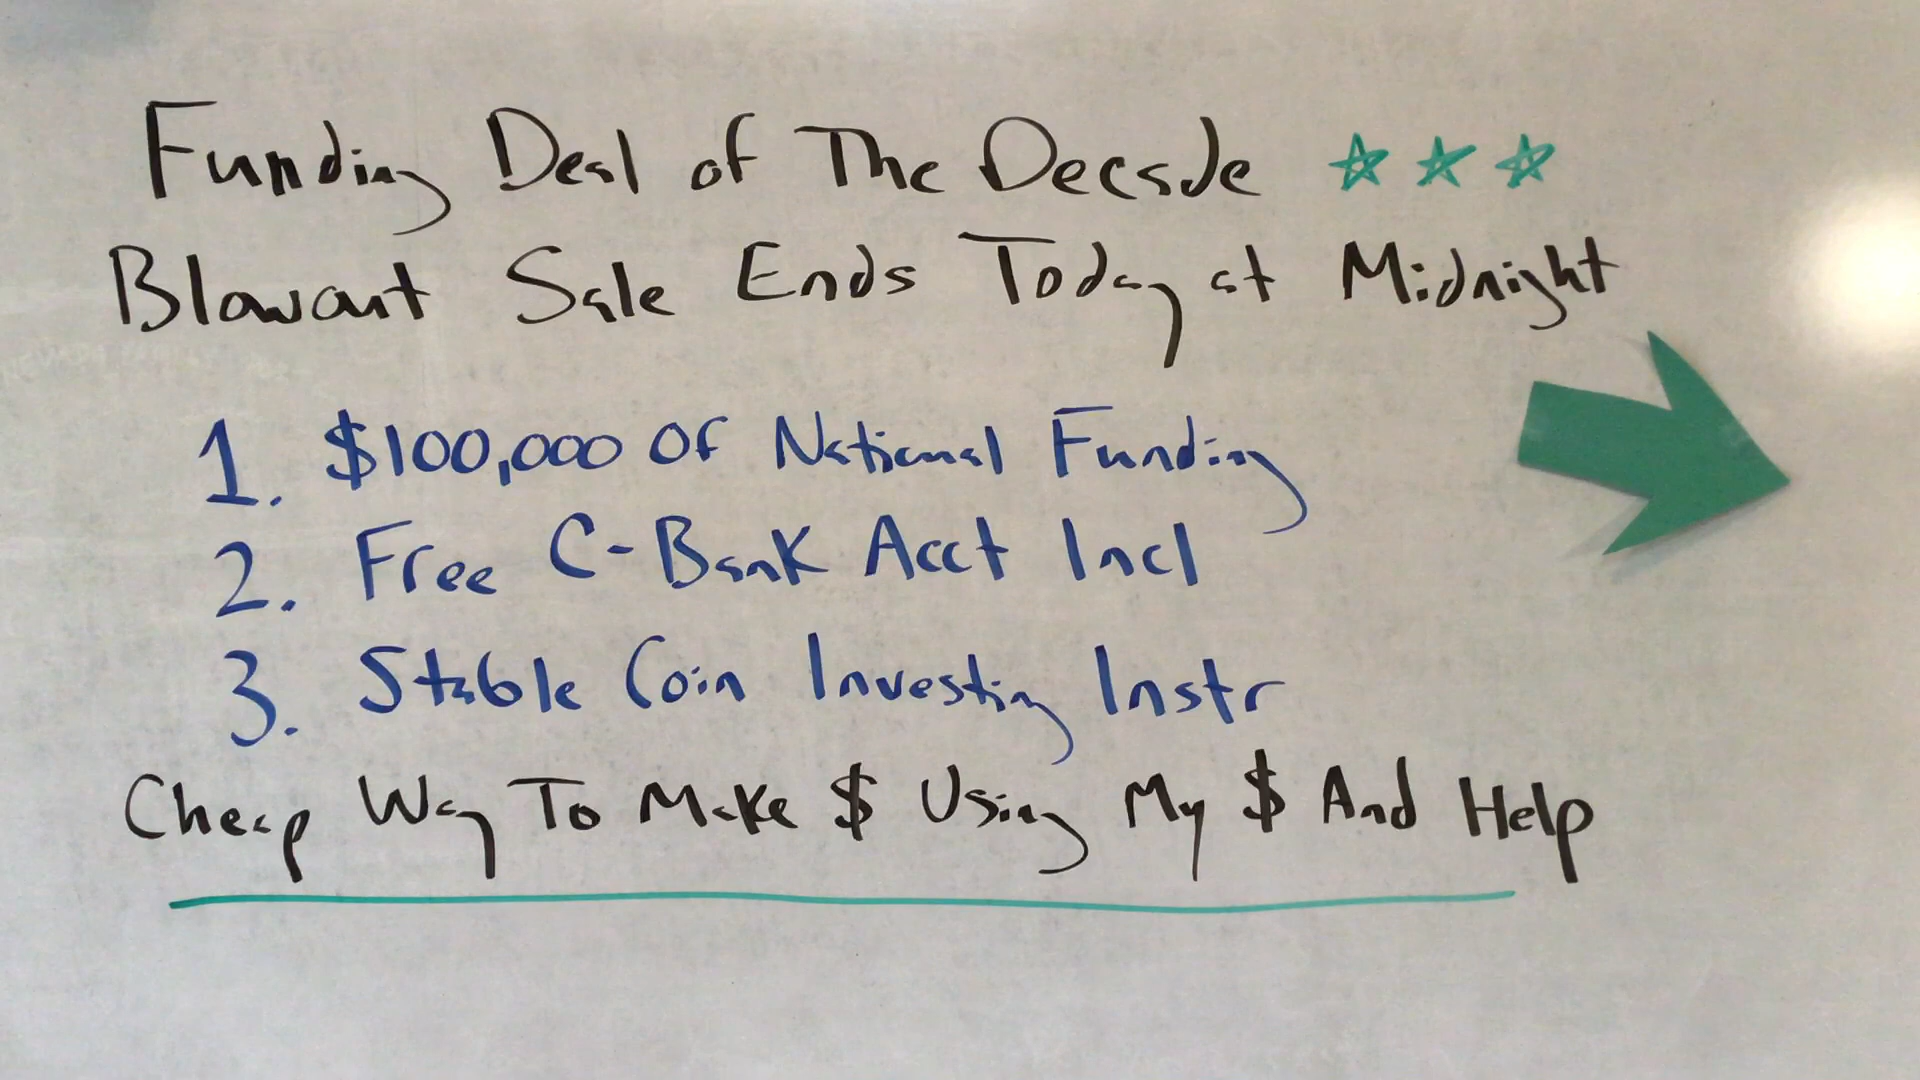 Funding Deal of The Decade
Blowout Sale Ends Today at Midnight
1. $100,000 Of National Funding
2. Free C-Bank Acct Incl
3. Stable Coin Investing Instr
Cheap Way To Make $ Using My $ And Help